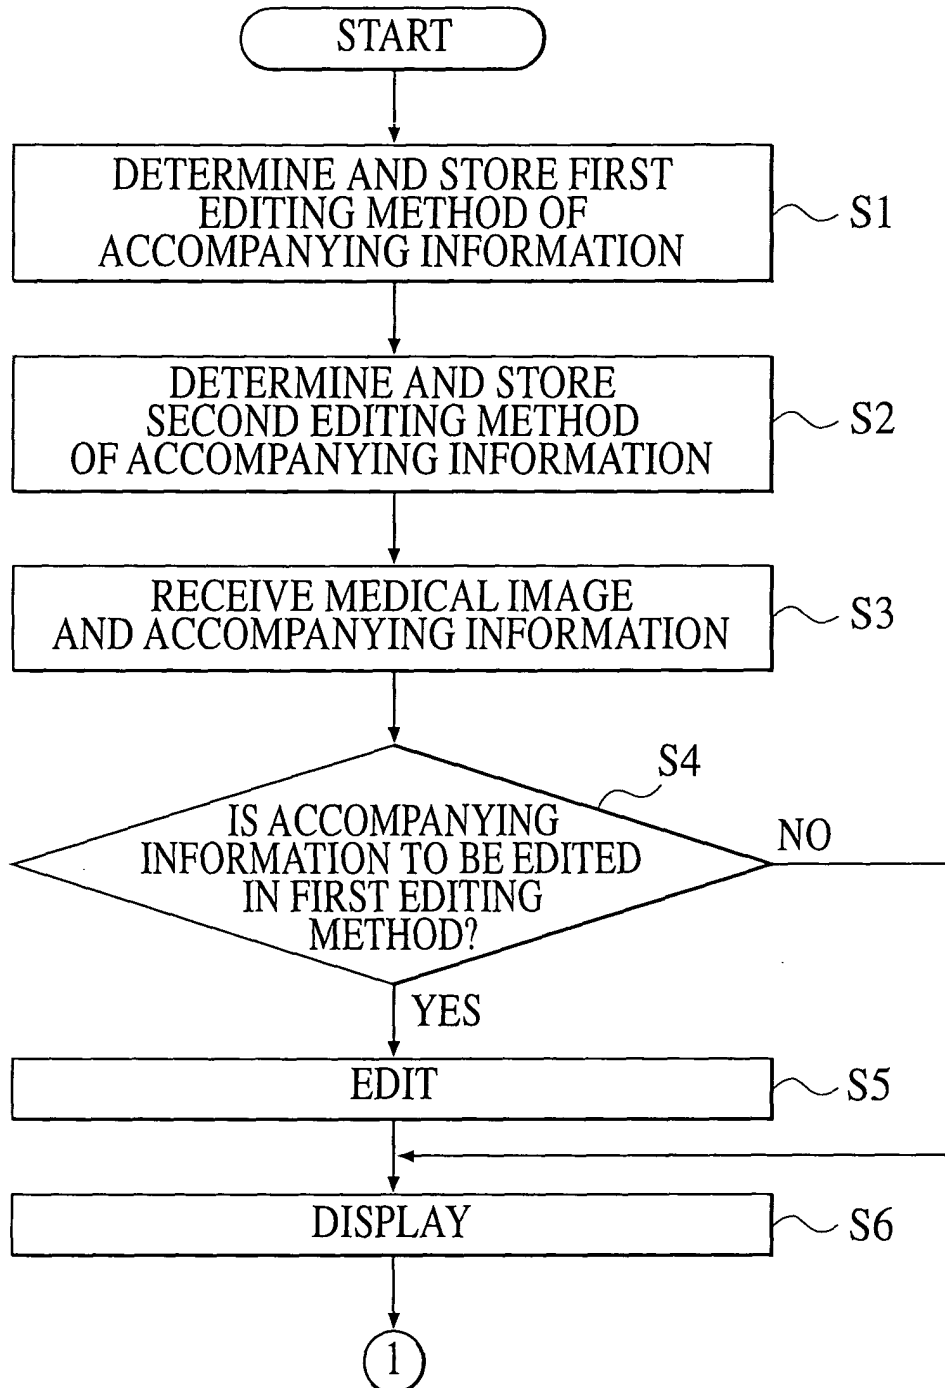 START
DETERMINE AND STORE FIRST
EDITING METHOD OF
ACCOMPANYING INFORMATION
S1
DETERMINE AND STORE
SECOND EDITING METHOD
OF ACCOMPANYING INFORMATION
S2
RECEIVE MEDICAL IMAGE
AND ACCOMPANYING INFORMATION
S3
S4
IS ACCOMPANYING
INFORMATION TO BE EDITED
IN FIRST EDITING
METHOD?
NO
YES
EDIT
S5
DISPLAY
S6
1